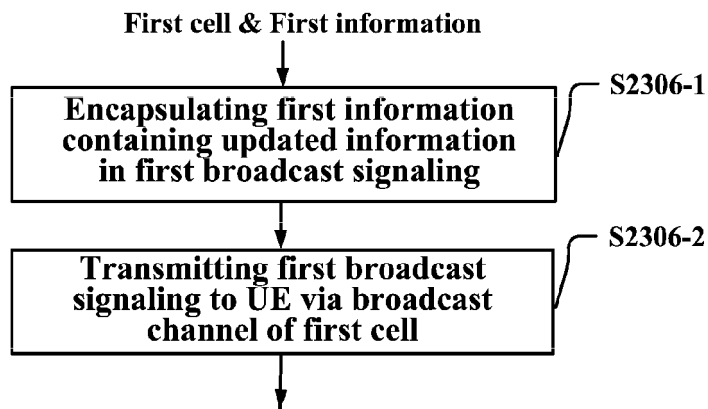 First cell & First information
S2306-1
Encapsulating first information
containing updated information
in first broadcast signaling
S2306-2
Transmitting first broadcast
signaling to UE via broadcast
channel of first cell